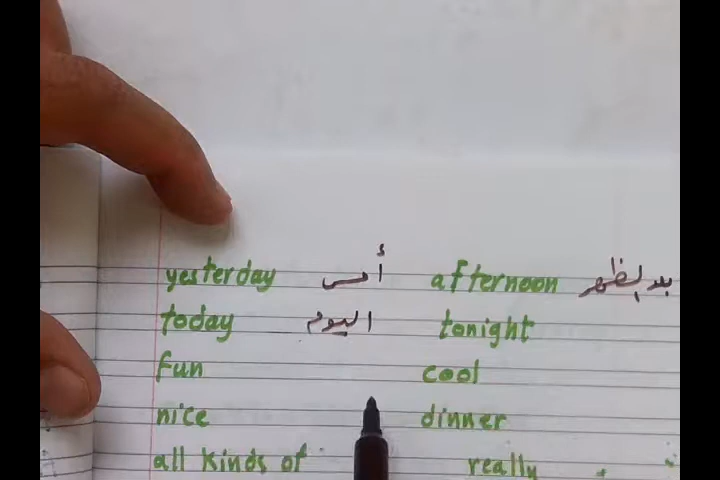 yesterday أمس afternoon بعد الظهر
today اليوم tonight
fun cool
nice dinner
all kinds of really